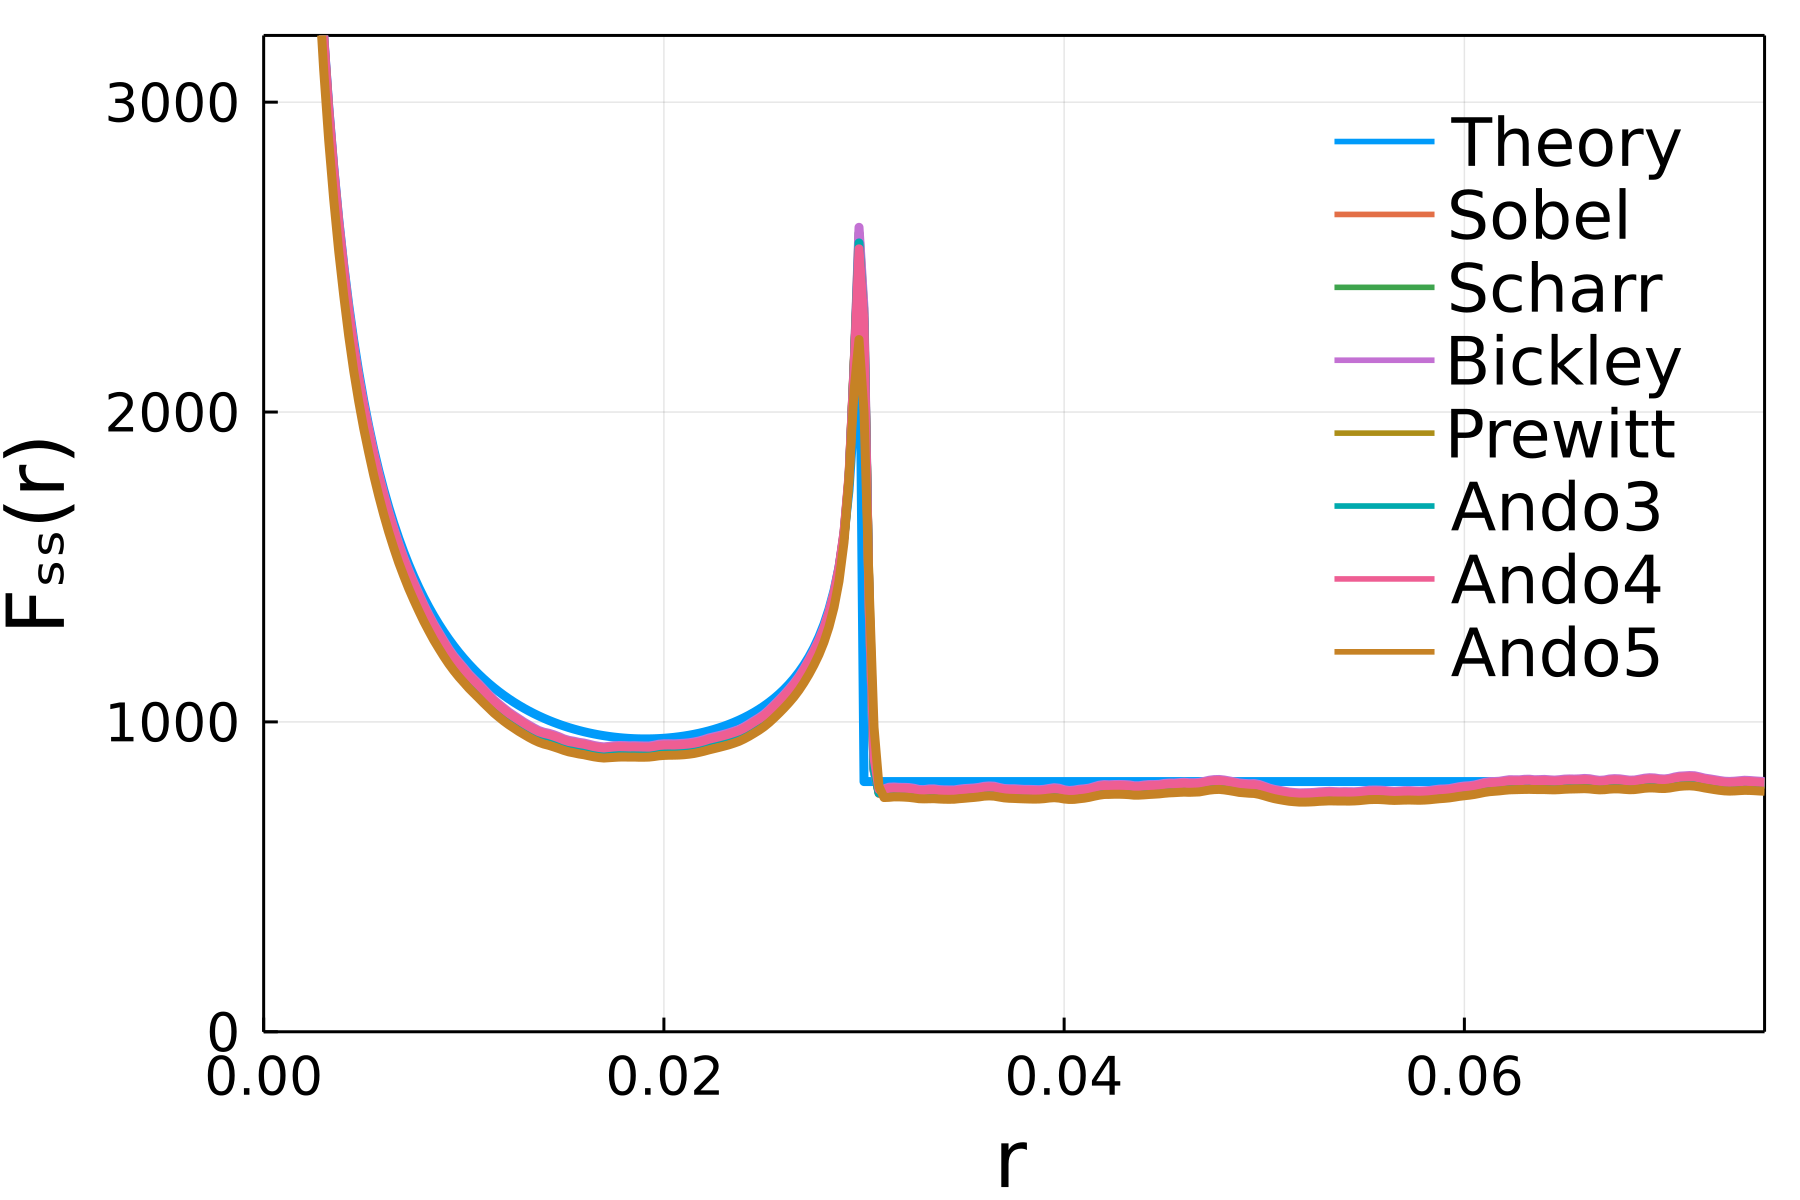 Fₛₛ(r)
3000
2000
1000
0
0.00
0.02
0.04
0.06
r
Theory
Sobel
Scharr
Bickley
Prewitt
Ando3
Ando4
Ando5